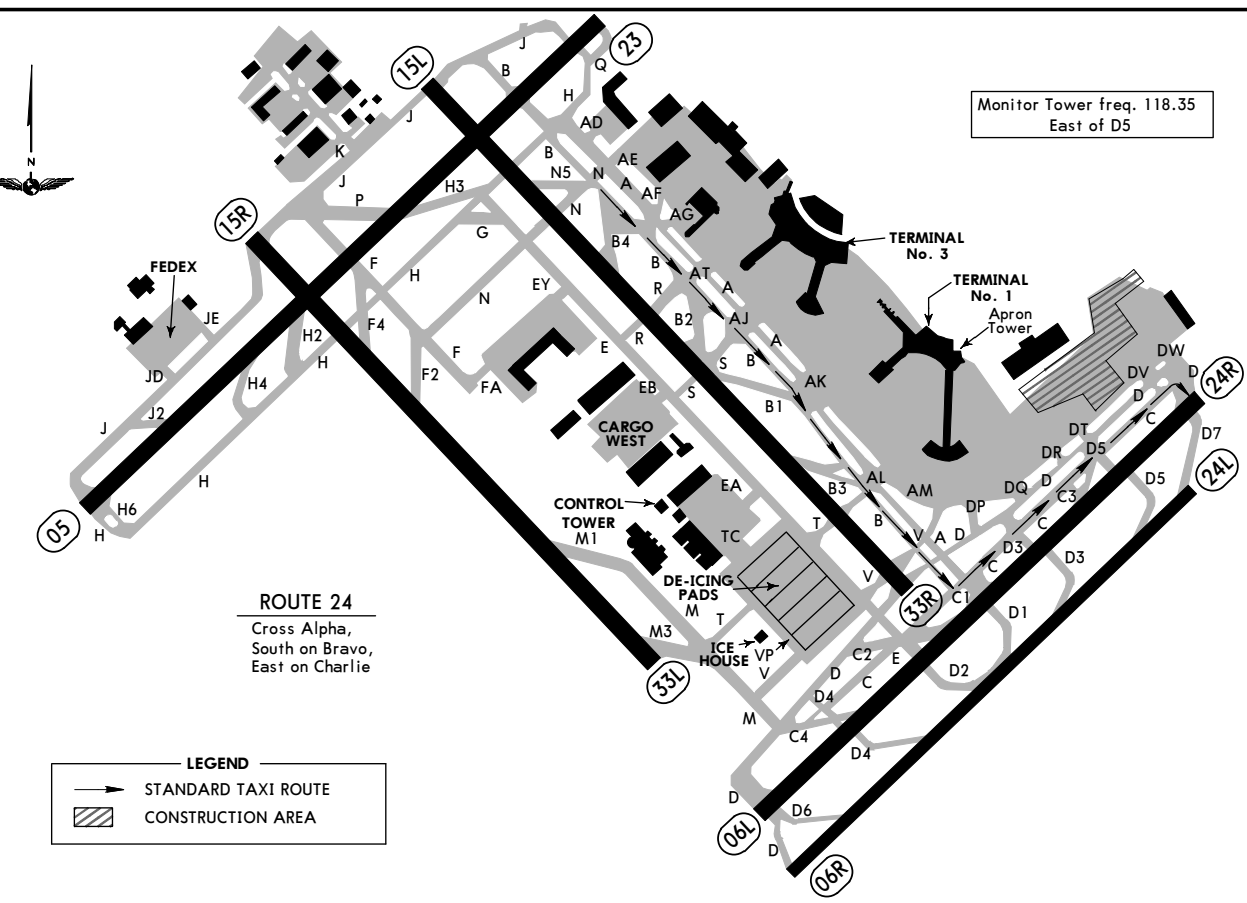 J
23
Q
15L
B
H
Monitor Tower freq. 118.35
East of D5
J
AD
K
B
AE
N
N5
N
A
J
H3
AF
P
N
AG
15R
G
B4
TERMINAL
No. 3
F
H
B
AT
FEDEX
EY
R
A
TERMINAL
No. 1
N
Apron
Tower
JE
F4
B2
AJ
H2
R
A
F
E
DW
H
S
B
DV
D
JD
H4
F2
FA
EB
S
AK
D
24R
J2
B1
C
J
CARGO
WEST
DT
D7
DR
D5
24L
H
EA
AL
D
D5
B3
AM
DQ
C3
H6
CONTROL
TOWER
DP
C
05
H
M1
T
B
V
A
D
D3
TC
D3
C
V
DE-ICING
PADS
C1
ROUTE 24
M
33R
Cross Alpha,
South on Bravo,
East on Charlie
T
D1
M3
ICE
HOUSE
VP
C2
E
V
D
D2
33L
C
D4
M
C4
D4
LEGEND
STANDARD TAXI ROUTE
CONSTRUCTION AREA
D
D6
06L
D
06R